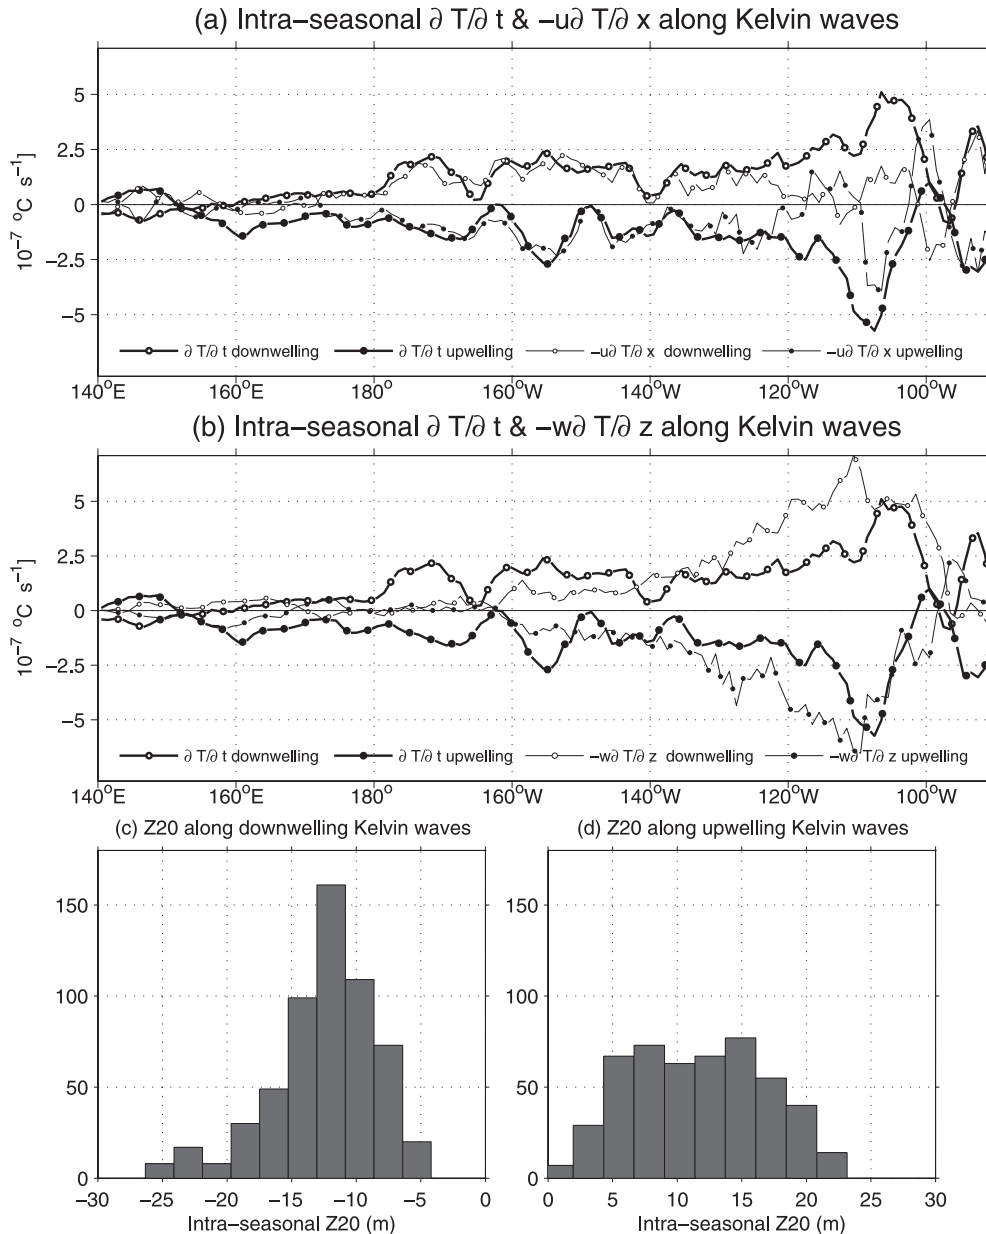 (a) Intra−seasonal ∂ T/∂ t & −u∂ T/∂ x along Kelvin waves
10⁻⁷ °C s⁻¹]
5
2.5
0
−2.5
−5
∂ T/∂ t downwelling ∂ T/∂ t upwelling −u∂ T/∂ x downwelling −u∂ T/∂ x upwelling
140°E 160°E 180° 160°W 140°W 120°W 100°W
(b) Intra−seasonal ∂ T/∂ t & −w∂ T/∂ z along Kelvin waves
10⁻⁷ °C s⁻¹]
5
2.5
0
−2.5
−5
∂ T/∂ t downwelling ∂ T/∂ t upwelling −w∂ T/∂ z downwelling −w∂ T/∂ z upwelling
140°E 160°E 180° 160°W 140°W 120°W 100°W
(c) Z20 along downwelling Kelvin waves
150
100
50
0
−30 −25 −20 −15 −10 −5 0
Intra−seasonal Z20 (m)
(d) Z20 along upwelling Kelvin waves
150
100
50
0
0 5 10 15 20 25 30
Intra−seasonal Z20 (m)